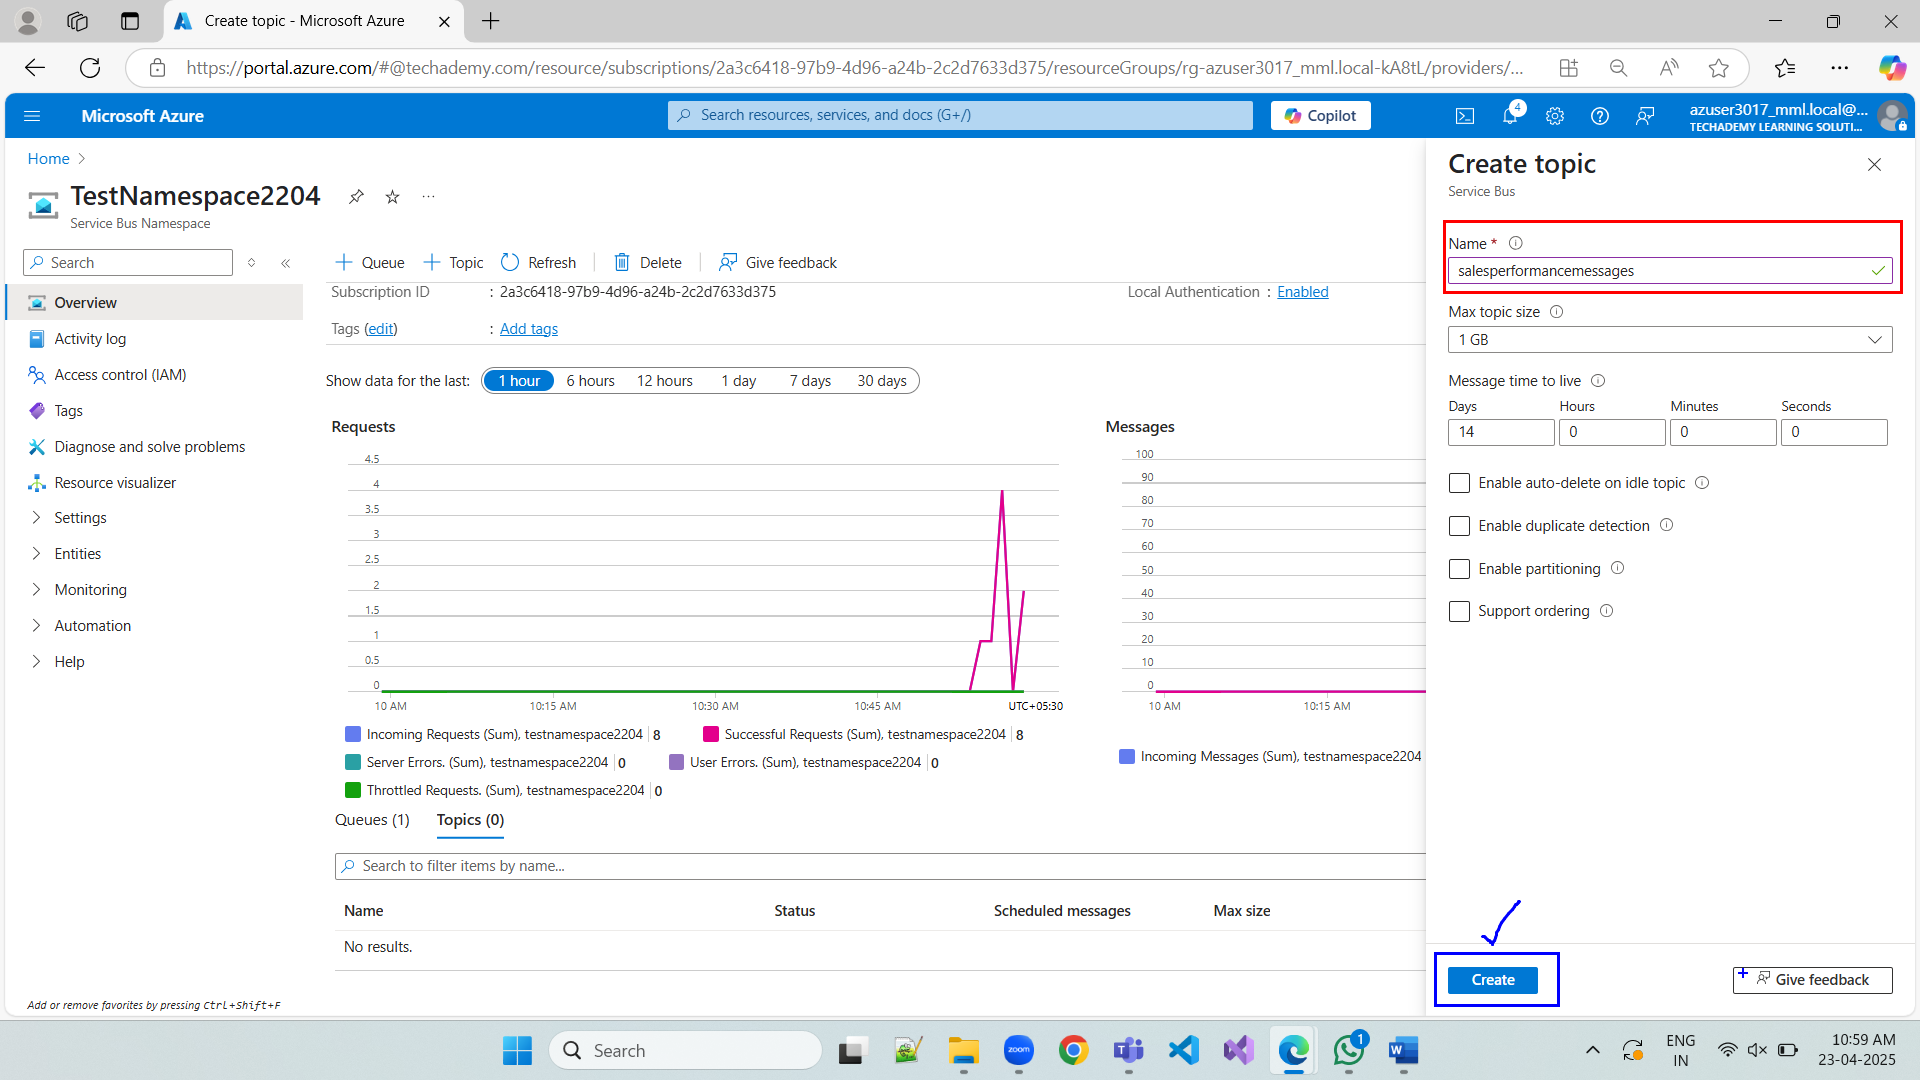 Create topic - Microsoft Azure
https://portal.azure.com/#@techademy.com/resource/subscriptions/2a3c6418-97b9-4d96-a24b-2c2d7633d375/resourceGroups/rg-azuser3017_mml.local-kA8tL/providers/...
Microsoft Azure
Search resources, services, and docs (G+/)
Copilot
4
azuser3017_mml.local@...
TECHADEMY LEARNING SOLUTI...
Home
TestNamespace2204
Service Bus Namespace
Search
Overview
Activity log
Access control (IAM)
Tags
Diagnose and solve problems
Resource visualizer
Settings
Entities
Monitoring
Automation
Help
Add or remove favorites by pressing Ctrl+Shift+F
Queue
Topic
Refresh
Delete
Give feedback
Subscription ID : 2a3c6418-97b9-4d96-a24b-2c2d7633d375
Local Authentication : Enabled
Tags (edit) : Add tags
Show data for the last: 1 hour 6 hours 12 hours 1 day 7 days 30 days
Requests
4.5
4
3.5
3
2.5
2
1.5
1
0.5
0
10 AM 10:15 AM 10:30 AM 10:45 AM UTC+05:30
Incoming Requests (Sum), testnamespace2204 8
Successful Requests (Sum), testnamespace2204 8
Server Errors. (Sum), testnamespace2204 0
User Errors. (Sum), testnamespace2204 0
Throttled Requests. (Sum), testnamespace2204 0
Messages
100
90
80
70
60
50
40
30
20
10
0
10 AM 10:15 AM
Incoming Messages (Sum), testnamespace2204
Queues (1) Topics (0)
Search to filter items by name...
Name Status Scheduled messages Max size
No results.
Create topic
Service Bus
Name *
salesperformancemessages
Max topic size
1 GB
Message time to live
Days Hours Minutes Seconds
14 0 0 0
Enable auto-delete on idle topic
Enable duplicate detection
Enable partitioning
Support ordering
Create
Give feedback
Search
zoom
1
ENG
IN
10:59 AM
23-04-2025